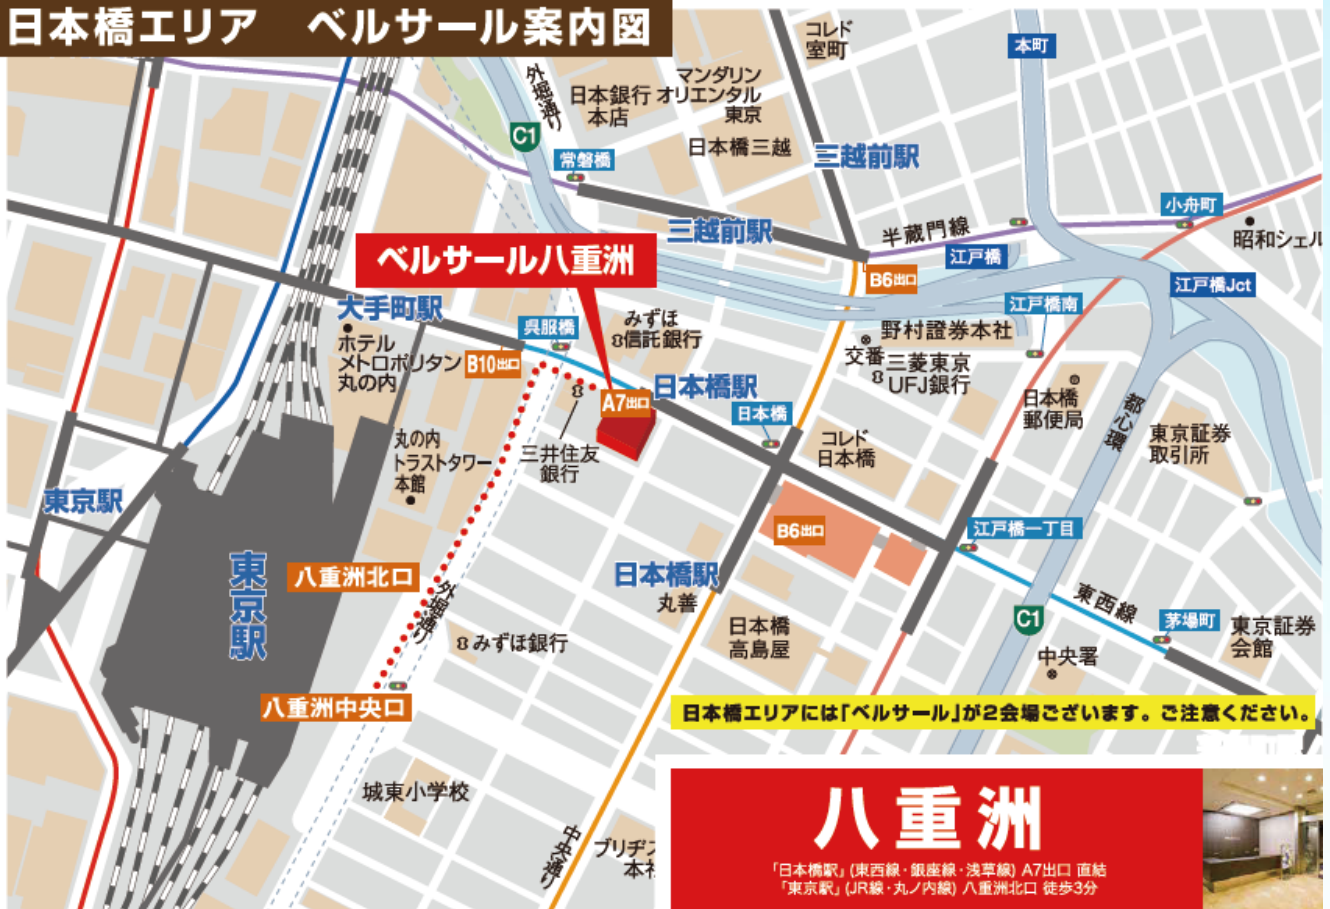 日本橋エリア　ベルサール案内図
コレド
室町
本町
外堀通り
マンダリン
オリエンタル
東京
日本銀行
本店
C1
日本橋三越
常盤橋
三越前駅
小舟町
三越前駅
半蔵門線
昭和シェル
江戸橋
ベルサール八重洲
B6出口
江戸橋Jct
大手町駅
江戸橋南
呉服橋
みずほ
信託銀行
野村證券本社
ホテル
メトロポリタン
丸の内
B10出口
交番
三菱東京
UFJ銀行
日本橋駅
A7出口
日本橋
日本橋
郵便局
都心環
丸の内
トラストタワー
本館
三井住友
銀行
コレド
日本橋
東京証券
取引所
東京駅
B6出口
江戸橋一丁目
東京駅
八重洲北口
日本橋駅
丸善
外堀通り
東西線
C1
茅場町
みずほ銀行
日本橋
高島屋
東京証券
会館
中央署
八重洲中央口
日本橋エリアには「ベルサール」が2会場ございます。ご注意ください。
城東小学校
中央通り
ブリヂス
本社
八重洲
「日本橋駅」(東西線・銀座線・浅草線) A7出口 直結
「東京駅」(JR線・丸ノ内線) 八重洲北口 徒歩3分